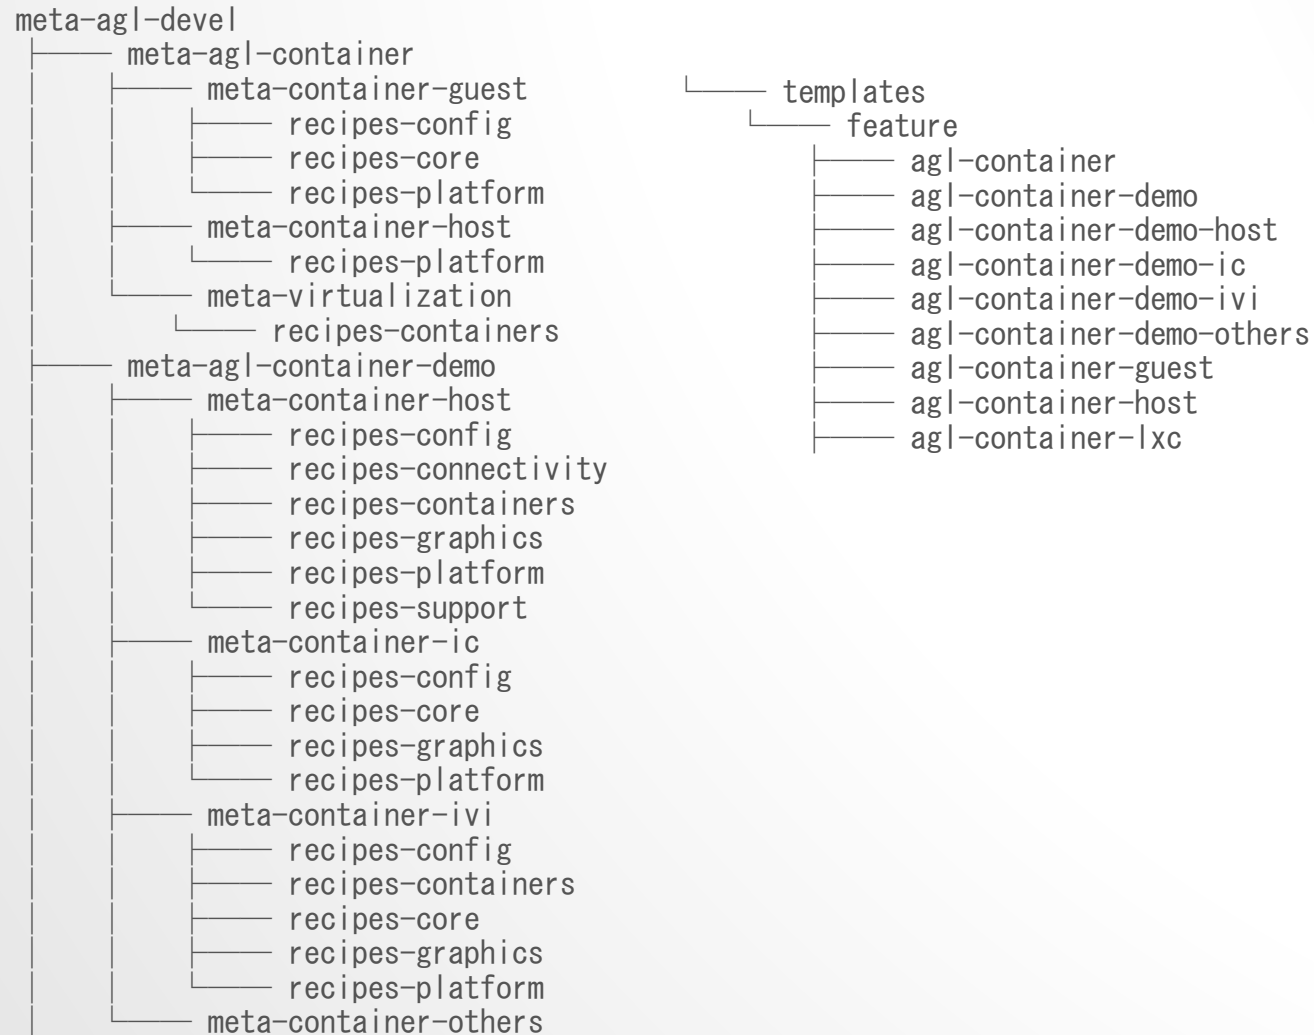 meta-agl-devel
├── meta-agl-container
│ ├── meta-container-guest
│ │ ├── recipes-config
│ │ ├── recipes-core
│ │ └── recipes-platform
│ ├── meta-container-host
│ │ └── recipes-platform
│ └── meta-virtualization
│ └── recipes-containers
├── meta-agl-container-demo
│ ├── meta-container-host
│ │ ├── recipes-config
│ │ ├── recipes-connectivity
│ │ ├── recipes-containers
│ │ ├── recipes-graphics
│ │ ├── recipes-platform
│ │ └── recipes-support
│ ├── meta-container-ic
│ │ ├── recipes-config
│ │ ├── recipes-core
│ │ ├── recipes-graphics
│ │ └── recipes-platform
│ ├── meta-container-ivi
│ │ ├── recipes-config
│ │ ├── recipes-containers
│ │ ├── recipes-core
│ │ ├── recipes-graphics
│ │ └── recipes-platform
│ └── meta-container-others
└── templates
└── feature
├── agl-container
├── agl-container-demo
├── agl-container-demo-host
├── agl-container-demo-ic
├── agl-container-demo-ivi
├── agl-container-demo-others
├── agl-container-guest
├── agl-container-host
├── agl-container-lxc